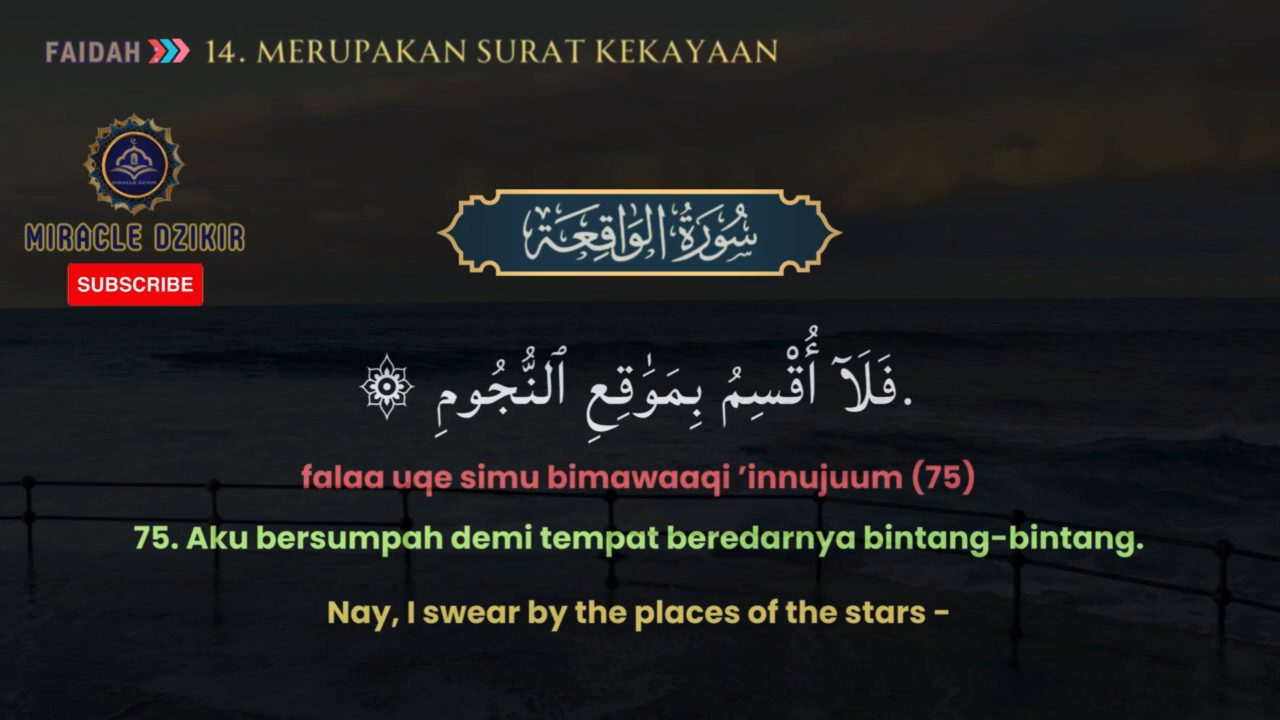 FAIDAH 14. MERUPAKAN SURAT KEKAYAAN
MIRACLE DZIKIR
SUBSCRIBE
سُورَةُ الوَاقِعَة
فَلَآ أُقْسِمُ بِمَوَٰقِعِ ٱلنُّجُومِ.
falaa uqe simu bimawaaqi ’innujuum (75)
75. Aku bersumpah demi tempat beredarnya bintang-bintang.
Nay, I swear by the places of the stars -